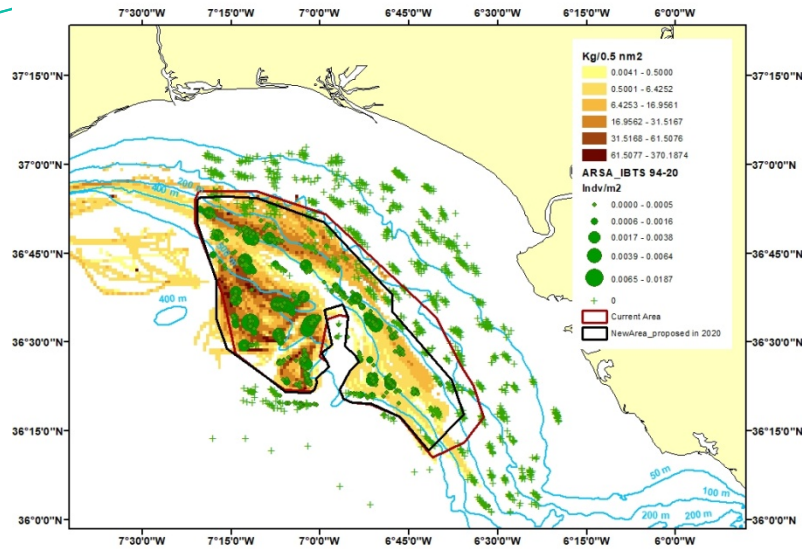 7°30'0"W 7°15'0"W 7°0'0"W 6°45'0"W 6°30'0"W 6°15'0"W 6°0'0"W
37°15'0"N
37°15'0"N
37°0'0"N
37°0'0"N
36°45'0"N
36°45'0"N
36°30'0"N
36°30'0"N
36°15'0"N
36°15'0"N
36°0'0"N
36°0'0"N
Kg/0.5 nm2
0.0041 - 0.5000
0.5001 - 6.4252
6.4253 - 16.9561
16.9562 - 31.5167
31.5168 - 61.5076
61.5077 - 370.1874
ARSA_IBTS 94-20
Indv/m2
0.0000 - 0.0005
0.0006 - 0.0016
0.0017 - 0.0038
0.0039 - 0.0064
0.0065 - 0.0187
0
Current Area
NewArea_proposed in 2020
200
400 m
400 m
50 m
100 m
200 m
200 m
7°30'0"W 7°15'0"W 7°0'0"W 6°45'0"W 6°30'0"W 6°15'0"W 6°0'0"W